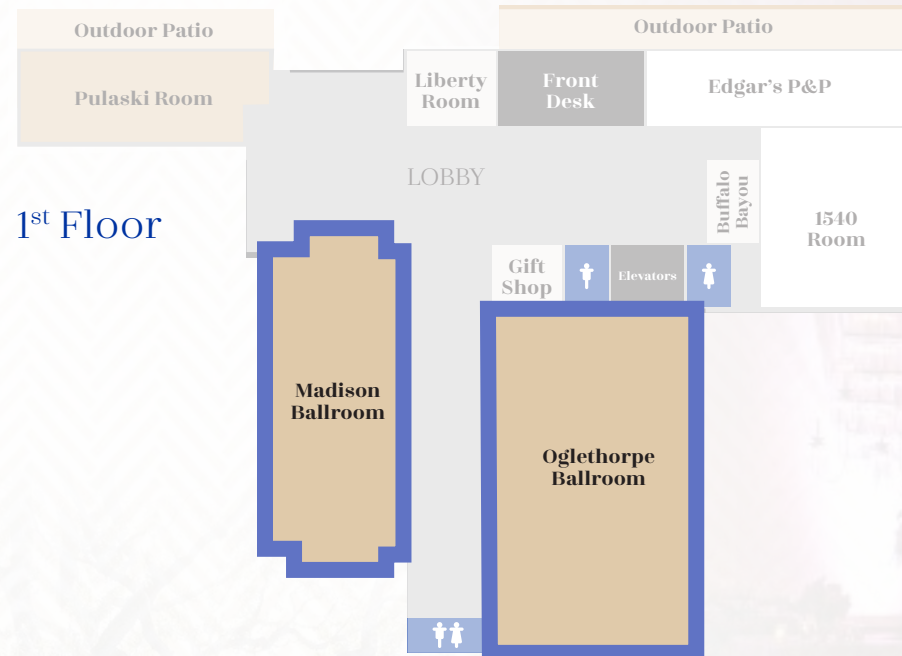 Outdoor Patio
Outdoor Patio
Pulaski Room
Liberty
Room
Front
Desk
Edgar's P&P
LOBBY
Buffalo
Bayou
1540
Room
1st Floor
Gift
Shop
Elevators
Madison
Ballroom
Oglethorpe
Ballroom